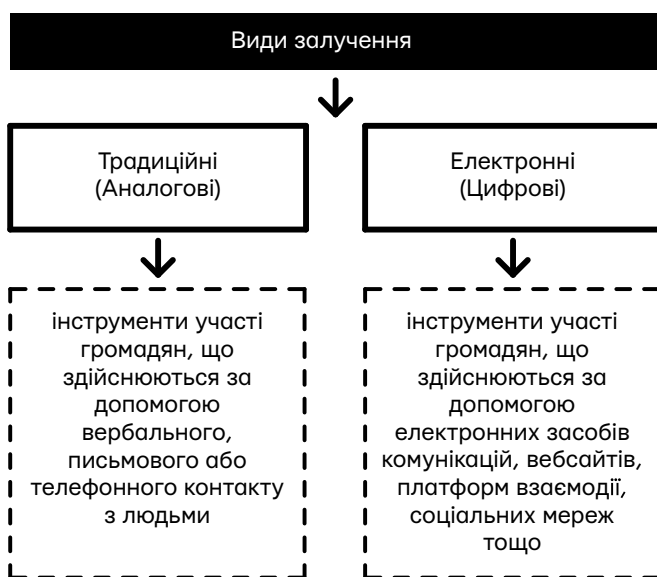 Види залучення
Традиційні
(Аналогові)
Електронні
(Цифрові)
інструменти участі
громадян, що
здійснюються за
допомогою
вербального,
письмового або
телефонного контакту
з людьми
інструменти участі
громадян, що
здійснюються за
допомогою
електронних засобів
комунікацій, вебсайтів,
платформ взаємодії,
соціальних мереж
тощо